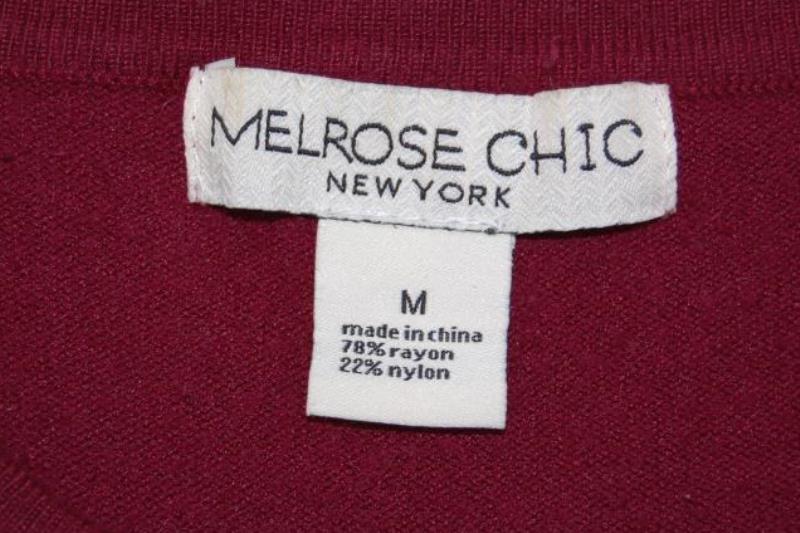 MELROSE CHIC
NEW YORK
M
made in china
78% rayon
22% nylon